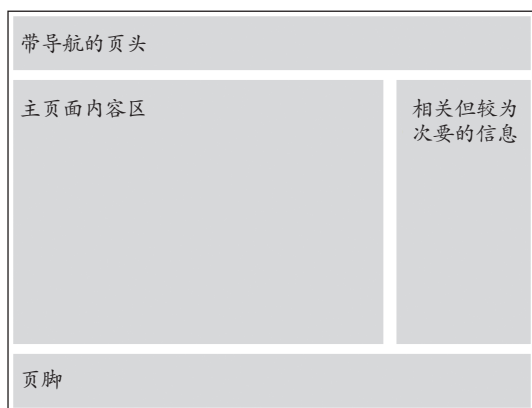 带导航的页头
主页面内容区
相关但较为
次要的信息
页脚